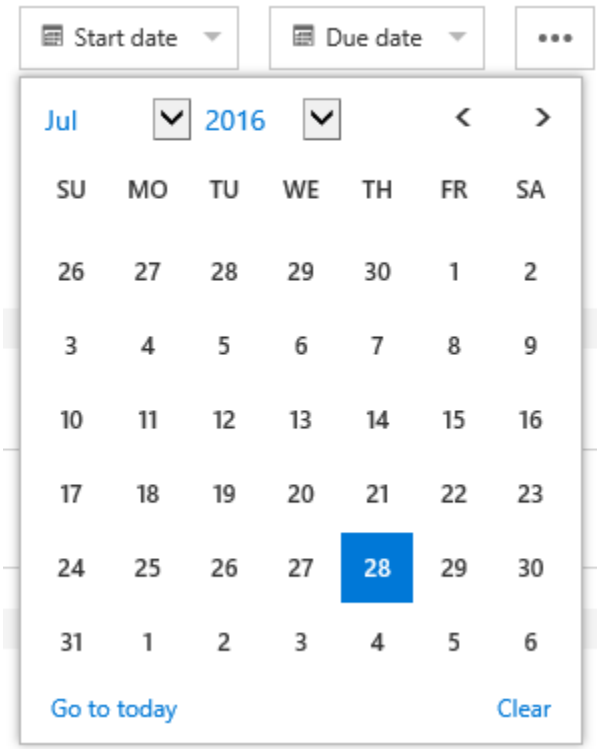 Start date Due date •••
Jul 2016 < >
SU MO TU WE TH FR SA
26 27 28 29 30 1 2
3 4 5 6 7 8 9
10 11 12 13 14 15 16
17 18 19 20 21 22 23
24 25 26 27 28 29 30
31 1 2 3 4 5 6
Go to today Clear